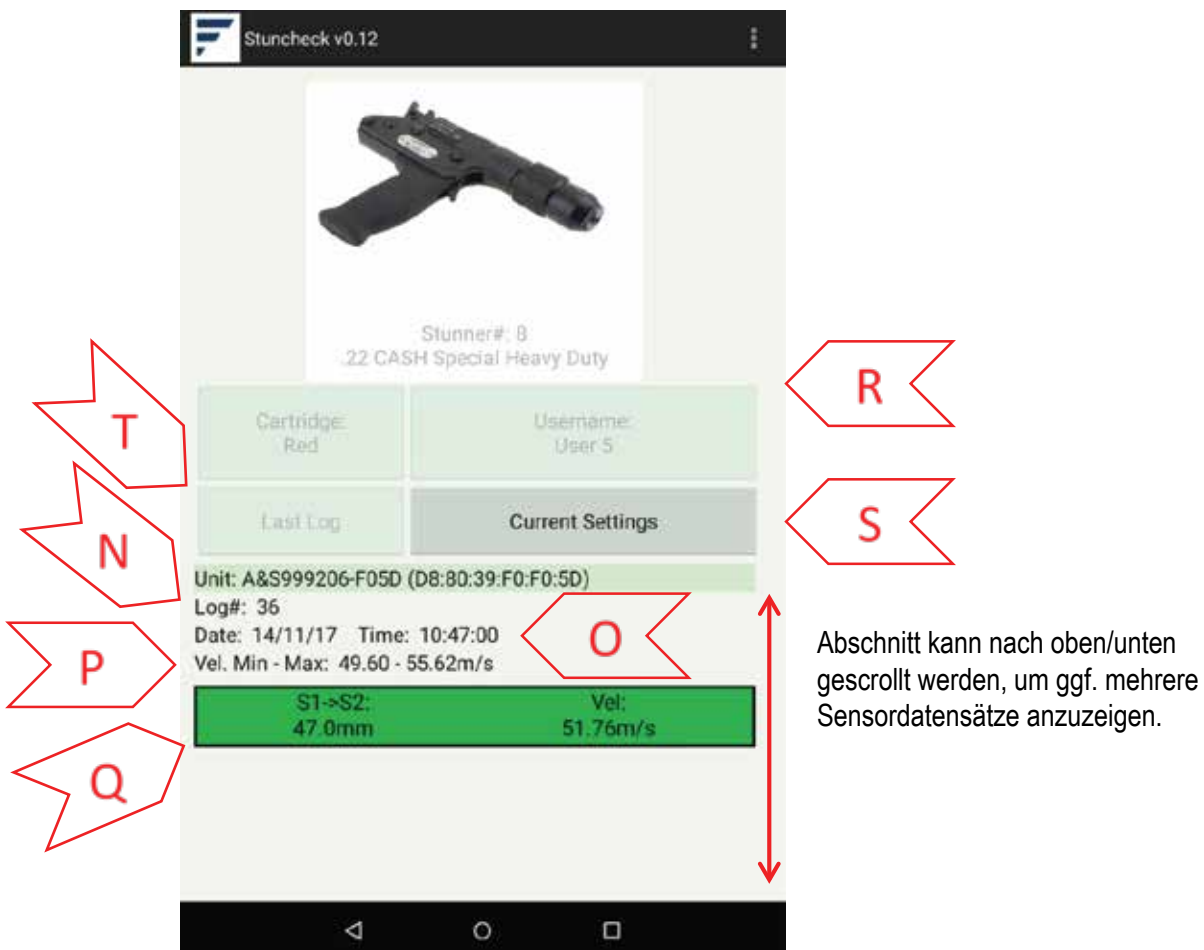 Stuncheck v0.12
Stunner#: 8
.22 CASH Special Heavy Duty
R
T
Cartridge:
Red
Username:
User 5
S
N
Last Log
Current Settings
Unit: A&S999206-F05D (D8:80:39:F0:F0:5D)
Log#: 36
Date: 14/11/17 Time: 10:47:00
O
P
Vel. Min - Max: 49.60 - 55.62m/s
Abschnitt kann nach oben/unten
gescrollt werden, um ggf. mehrere
Sensordatensätze anzuzeigen.
Q
S1->S2:
47.0mm
Vel:
51.76m/s